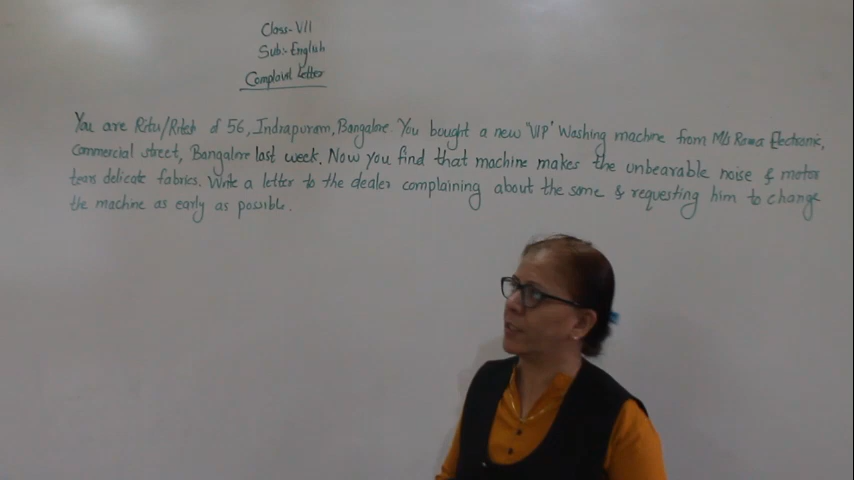 Class- VII
Sub:- English
Complaint Letter
You are Ritu/Ritesh of 56, Indrapuram, Bangalore. You bought a new 'VIP' Washing machine from M/s Rama Electronic,
Commercial street, Bangalore last week. Now you find that machine makes the unbearable noise & motor
tears delicate fabrics. Write a letter to the dealer complaining about the same & requesting him to change
the machine as early as possible.